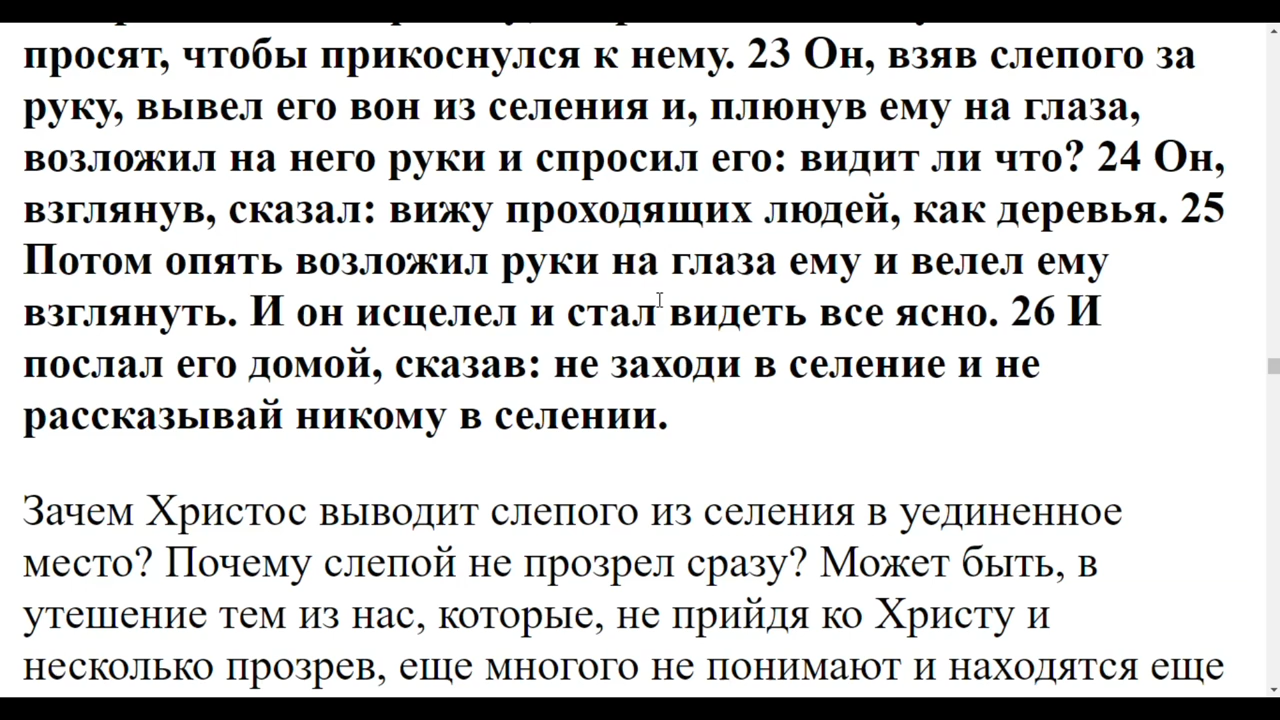 просят, чтобы прикоснулся к нему. 23 Он, взяв слепого за
руку, вывел его вон из селения и, плюнув ему на глаза,
возложил на него руки и спросил его: видит ли что? 24 Он,
взглянув, сказал: вижу проходящих людей, как деревья. 25
Потом опять возложил руки на глаза ему и велел ему
взглянуть. И он исцелел и стал видеть все ясно. 26 И
послал его домой, сказав: не заходи в селение и не
рассказывай никому в селении.
Зачем Христос выводит слепого из селения в уединенное
место? Почему слепой не прозрел сразу? Может быть, в
утешение тем из нас, которые, не прийдя ко Христу и
несколько прозрев, еще многого не понимают и находятся еще